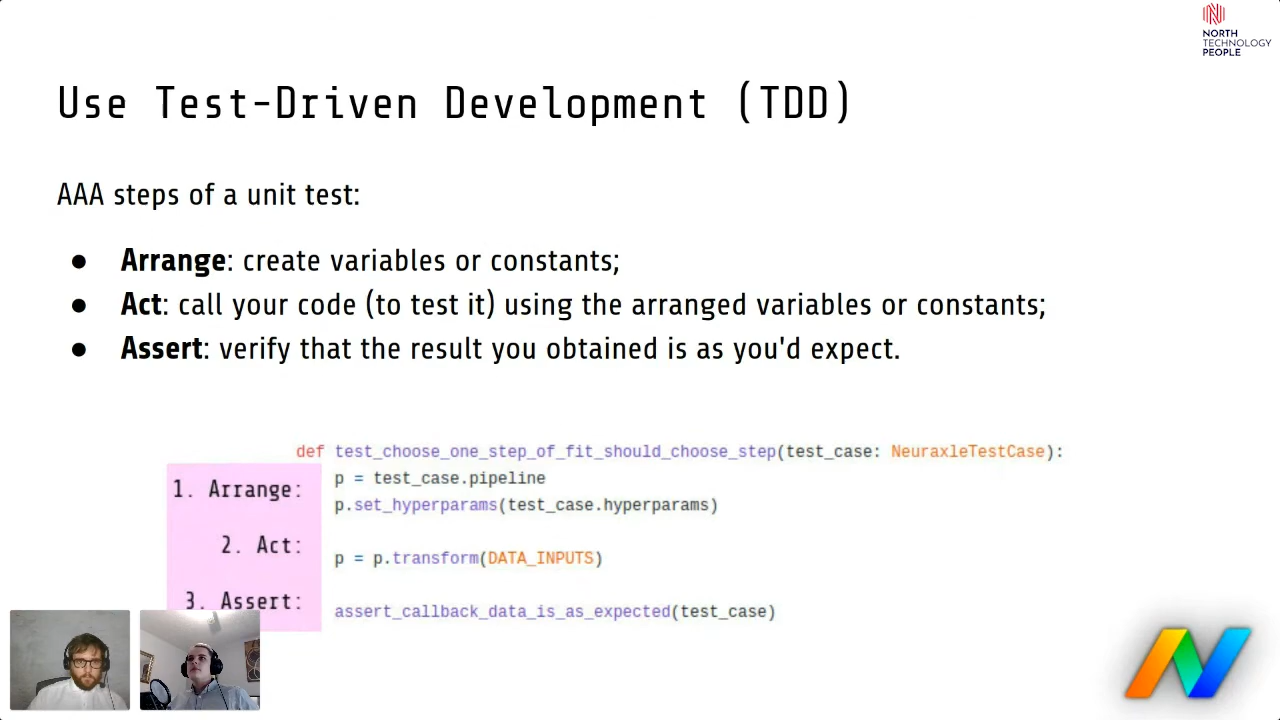 NORTH
TECHNOLOGY
PEOPLE
Use Test-Driven Development (TDD)
AAA steps of a unit test:
● Arrange: create variables or constants;
● Act: call your code (to test it) using the arranged variables or constants;
● Assert: verify that the result you obtained is as you'd expect.
def test_choose_one_step_of_fit_should_choose_step(test_case: NeuraxleTestCase):
1. Arrange:
p = test_case.pipeline
p.set_hyperparams(test_case.hyperparams)
2. Act:
p = p.transform(DATA_INPUTS)
3. Assert:
assert_callback_data_is_as_expected(test_case)